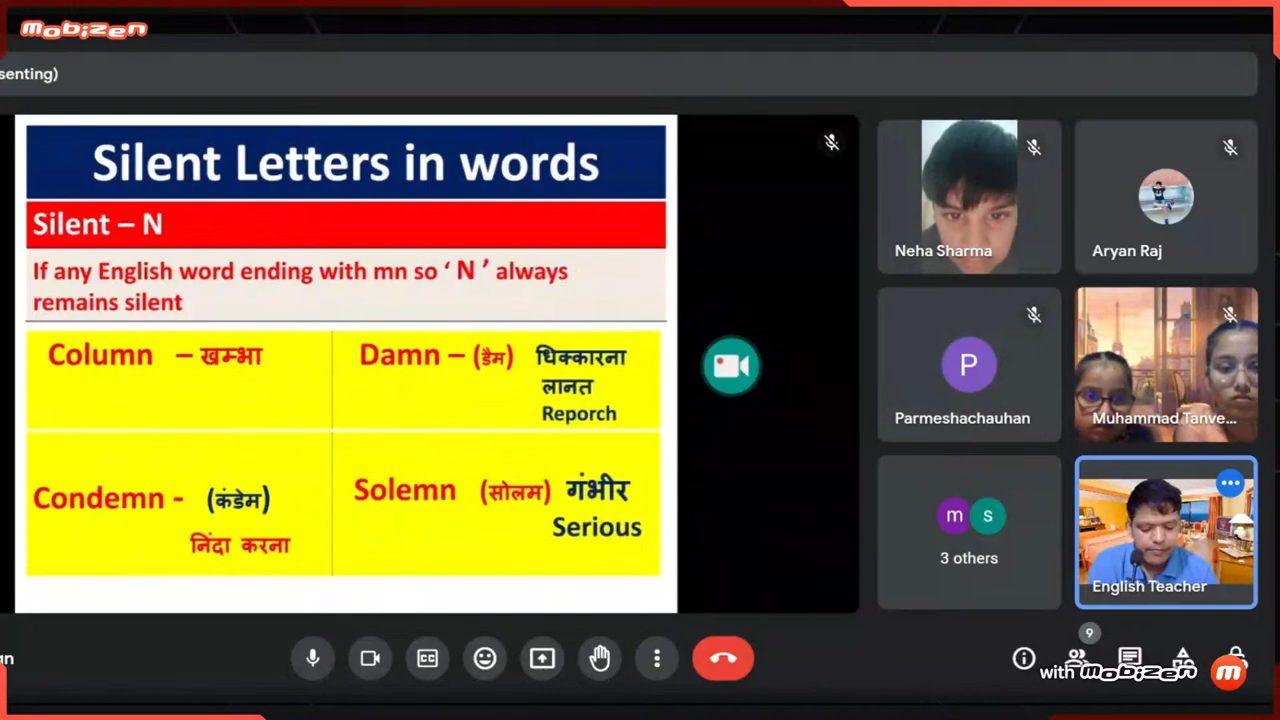 mobizen
senting)
Silent Letters in words
Silent – N
If any English word ending with mn so ‘ N ’ always
remains silent
Column – खम्भा
Damn – (डैम) धिक्कारना
लानत
Reporch
Condemn - (कंडेम)
निंदा करना
Solemn (सोलम) गंभीर
Serious
Neha Sharma
Aryan Raj
P
Parmeshachauhan
Muhammad Tanve...
m s
3 others
English Teacher
an
9
with mobizen
m